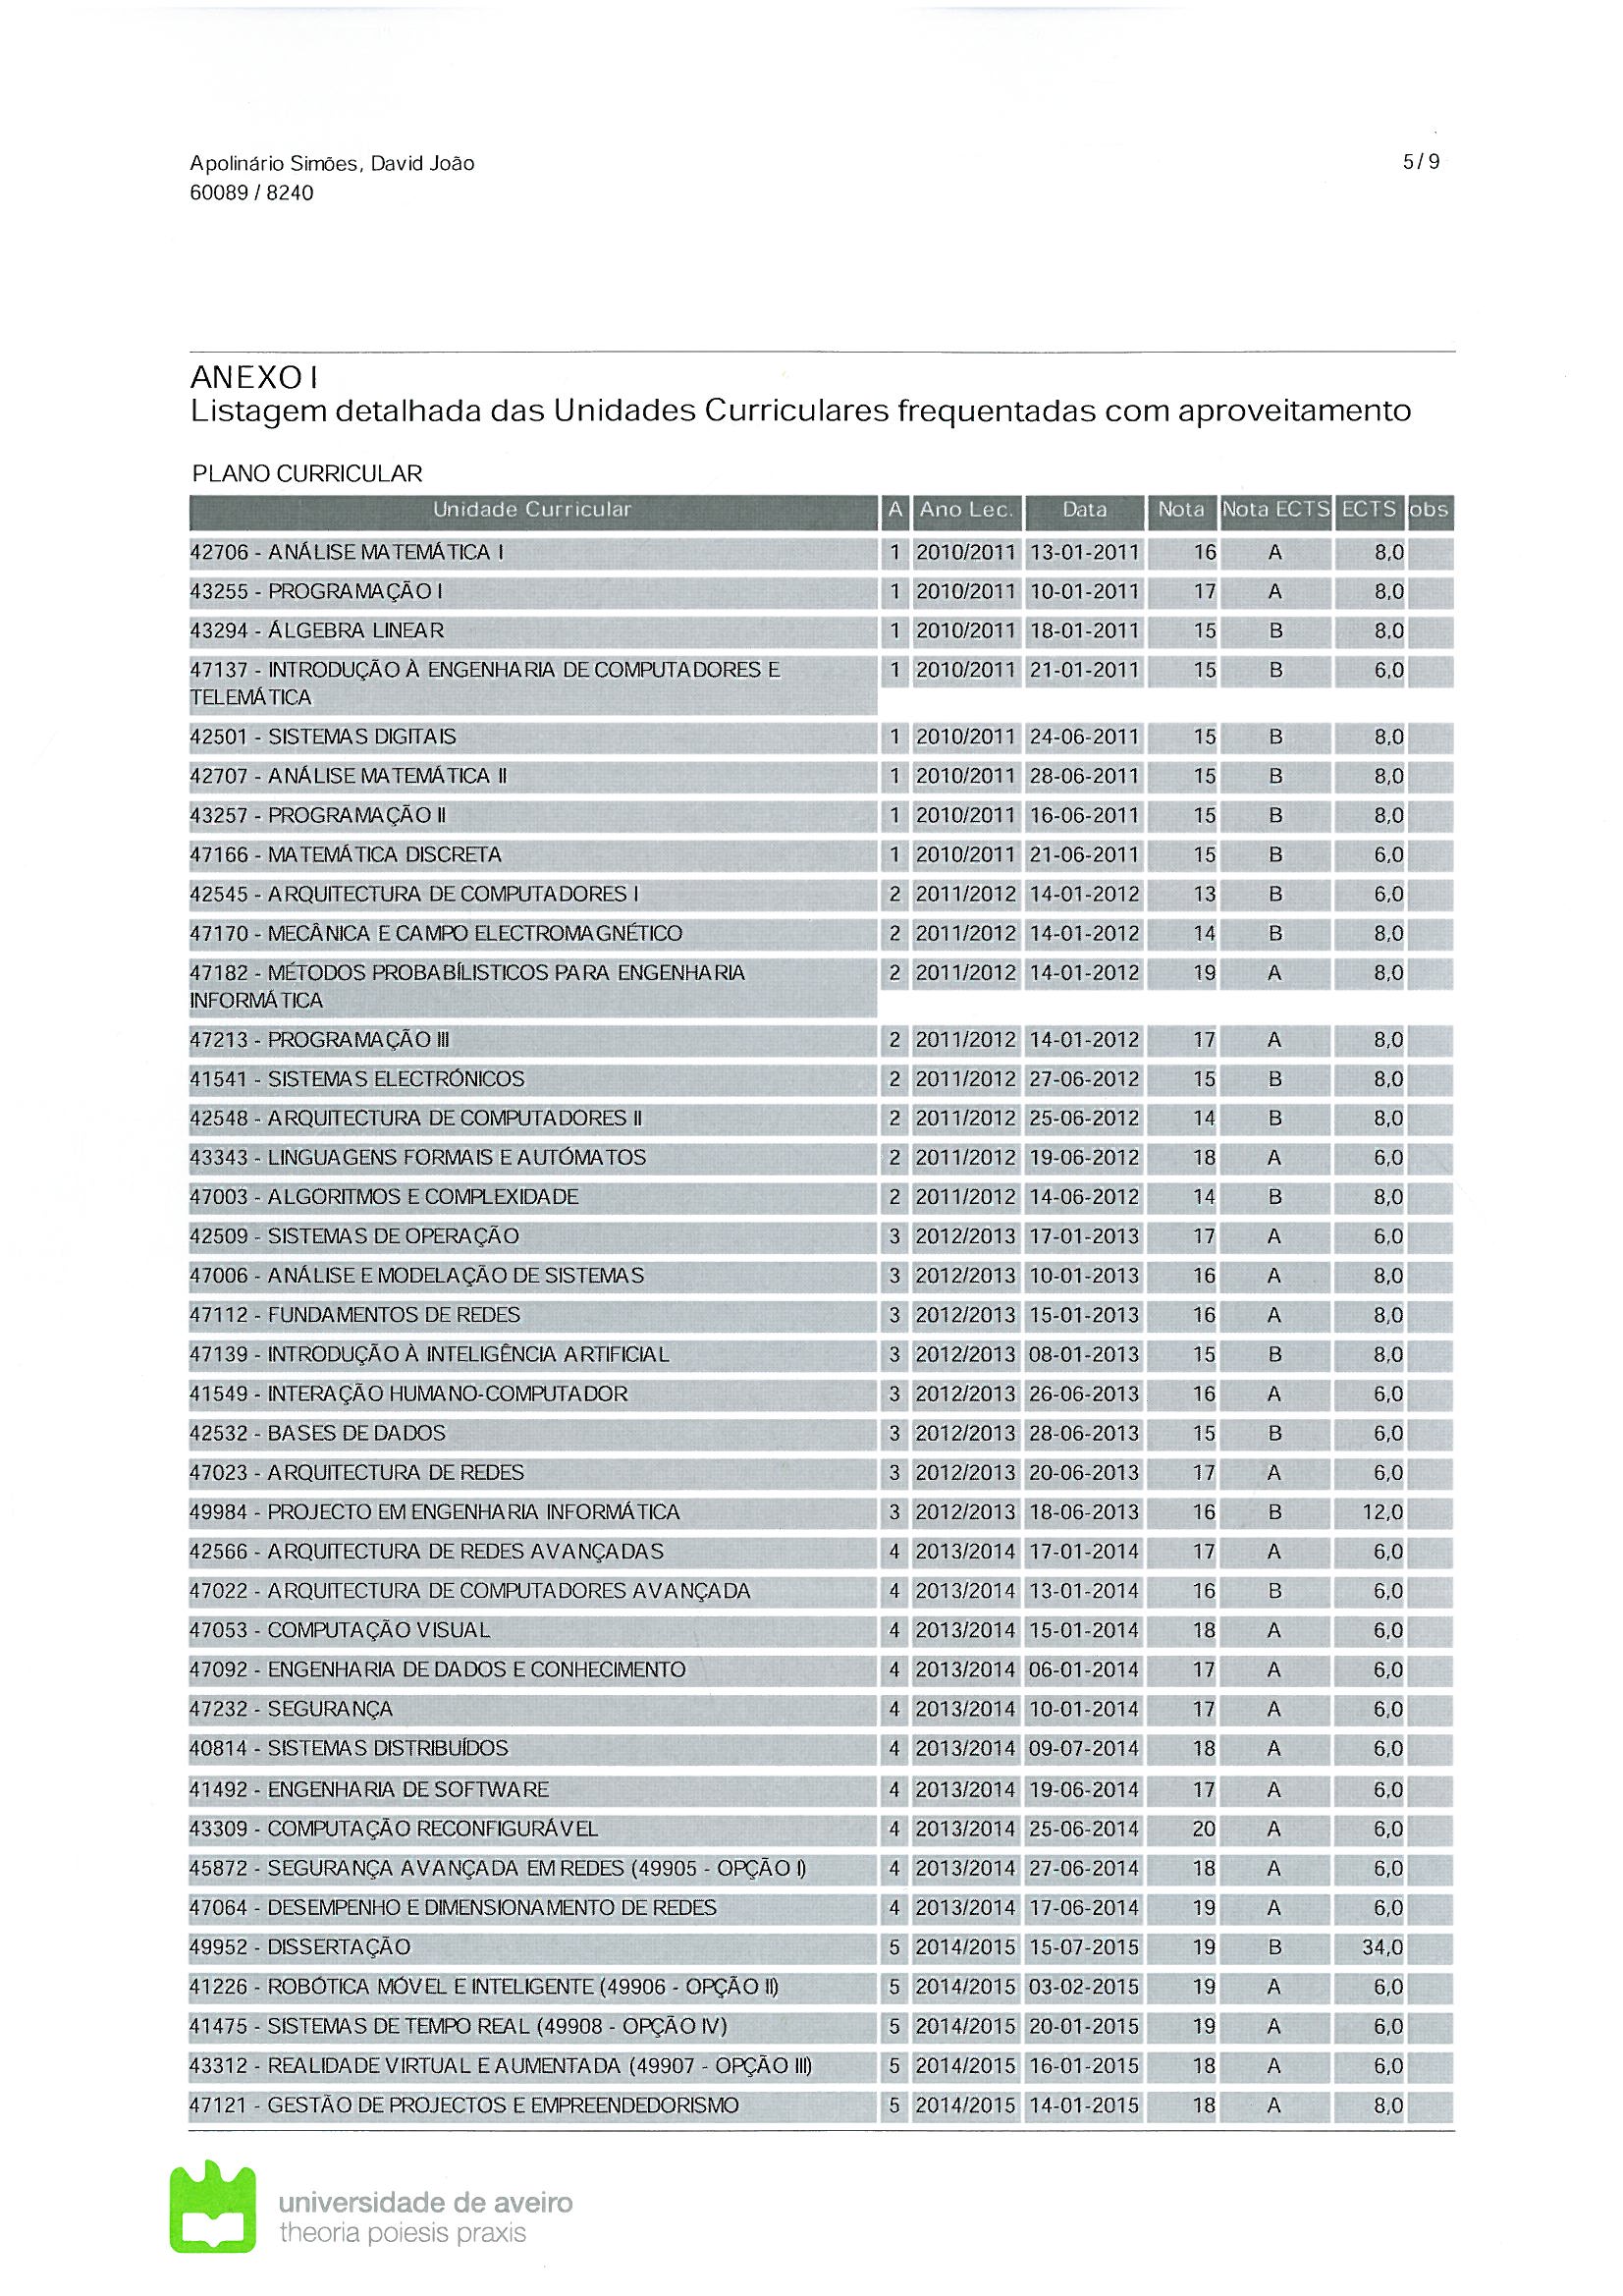 Apolinário Simões, David João
5 / 9
60089 / 8240
ANEXO I
Listagem detalhada das Unidades Curriculares frequentadas com aproveitamento
PLANO CURRICULAR
Unidade Curricular A Ano Lec. Data Nota Nota ECTS ECTS obs
42706 - ANÁLISE MATEMÁTICA I 1 2010/2011 13-01-2011 16 A 8,0
43255 - PROGRAMAÇÃO I 1 2010/2011 10-01-2011 17 A 8,0
43294 - ÁLGEBRA LINEAR 1 2010/2011 18-01-2011 15 B 8,0
47137 - INTRODUÇÃO À ENGENHARIA DE COMPUTADORES E 1 2010/2011 21-01-2011 15 B 6,0
TELEMÁTICA
42501 - SISTEMAS DIGITAIS 1 2010/2011 24-06-2011 15 B 8,0
42707 - ANÁLISE MATEMÁTICA II 1 2010/2011 28-06-2011 15 B 8,0
43257 - PROGRAMAÇÃO II 1 2010/2011 16-06-2011 15 B 8,0
47166 - MATEMÁTICA DISCRETA 1 2010/2011 21-06-2011 15 B 6,0
42545 - ARQUITECTURA DE COMPUTADORES I 2 2011/2012 14-01-2012 13 B 6,0
47170 - MECÂNICA E CAMPO ELECTROMAGNÉTICO 2 2011/2012 14-01-2012 14 B 8,0
47182 - MÉTODOS PROBABÍLISTICOS PARA ENGENHARIA 2 2011/2012 14-01-2012 19 A 8,0
INFORMÁTICA
47213 - PROGRAMAÇÃO III 2 2011/2012 14-01-2012 17 A 8,0
41541 - SISTEMAS ELECTRÓNICOS 2 2011/2012 27-06-2012 15 B 8,0
42548 - ARQUITECTURA DE COMPUTADORES II 2 2011/2012 25-06-2012 14 B 8,0
43343 - LINGUAGENS FORMAIS E AUTÓMATOS 2 2011/2012 19-06-2012 18 A 6,0
47003 - ALGORITMOS E COMPLEXIDADE 2 2011/2012 14-06-2012 14 B 8,0
42509 - SISTEMAS DE OPERAÇÃO 3 2012/2013 17-01-2013 17 A 6,0
47006 - ANÁLISE E MODELAÇÃO DE SISTEMAS 3 2012/2013 10-01-2013 16 A 8,0
47112 - FUNDAMENTOS DE REDES 3 2012/2013 15-01-2013 16 A 8,0
47139 - INTRODUÇÃO À INTELIGÊNCIA ARTIFICIAL 3 2012/2013 08-01-2013 15 B 8,0
41549 - INTERAÇÃO HUMANO-COMPUTADOR 3 2012/2013 26-06-2013 16 A 6,0
42532 - BASES DE DADOS 3 2012/2013 28-06-2013 15 B 6,0
47023 - ARQUITECTURA DE REDES 3 2012/2013 20-06-2013 17 A 6,0
49984 - PROJECTO EM ENGENHARIA INFORMÁTICA 3 2012/2013 18-06-2013 16 B 12,0
42566 - ARQUITECTURA DE REDES AVANÇADAS 4 2013/2014 17-01-2014 17 A 6,0
47022 - ARQUITECTURA DE COMPUTADORES AVANÇADA 4 2013/2014 13-01-2014 16 B 6,0
47053 - COMPUTAÇÃO VISUAL 4 2013/2014 15-01-2014 18 A 6,0
47092 - ENGENHARIA DE DADOS E CONHECIMENTO 4 2013/2014 06-01-2014 17 A 6,0
47232 - SEGURANÇA 4 2013/2014 10-01-2014 17 A 6,0
40814 - SISTEMAS DISTRIBUÍDOS 4 2013/2014 09-07-2014 18 A 6,0
41492 - ENGENHARIA DE SOFTWARE 4 2013/2014 19-06-2014 17 A 6,0
43309 - COMPUTAÇÃO RECONFIGURÁVEL 4 2013/2014 25-06-2014 20 A 6,0
45872 - SEGURANÇA AVANÇADA EM REDES (49905 - OPÇÃO I) 4 2013/2014 27-06-2014 18 A 6,0
47064 - DESEMPENHO E DIMENSIONAMENTO DE REDES 4 2013/2014 17-06-2014 19 A 6,0
49952 - DISSERTAÇÃO 5 2014/2015 15-07-2015 19 B 34,0
41226 - ROBÓTICA MÓVEL E INTELIGENTE (49906 - OPÇÃO II) 5 2014/2015 03-02-2015 19 A 6,0
41475 - SISTEMAS DE TEMPO REAL (49908 - OPÇÃO IV) 5 2014/2015 20-01-2015 19 A 6,0
43312 - REALIDADE VIRTUAL E AUMENTADA (49907 - OPÇÃO III) 5 2014/2015 16-01-2015 18 A 6,0
47121 - GESTÃO DE PROJECTOS E EMPREENDEDORISMO 5 2014/2015 14-01-2015 18 A 8,0
universidade de aveiro
theoria poiesis praxis